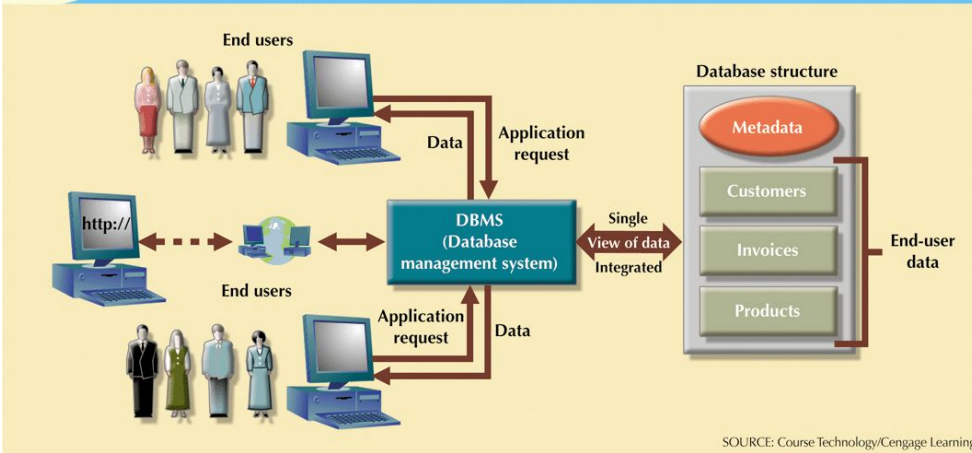 End users
Database structure
Metadata
Data
Application
request
Customers
http://
DBMS
(Database
management system)
Single
View of data
Integrated
Invoices
End-user
data
End users
Products
Application
request
Data
SOURCE: Course Technology/Cengage Learning